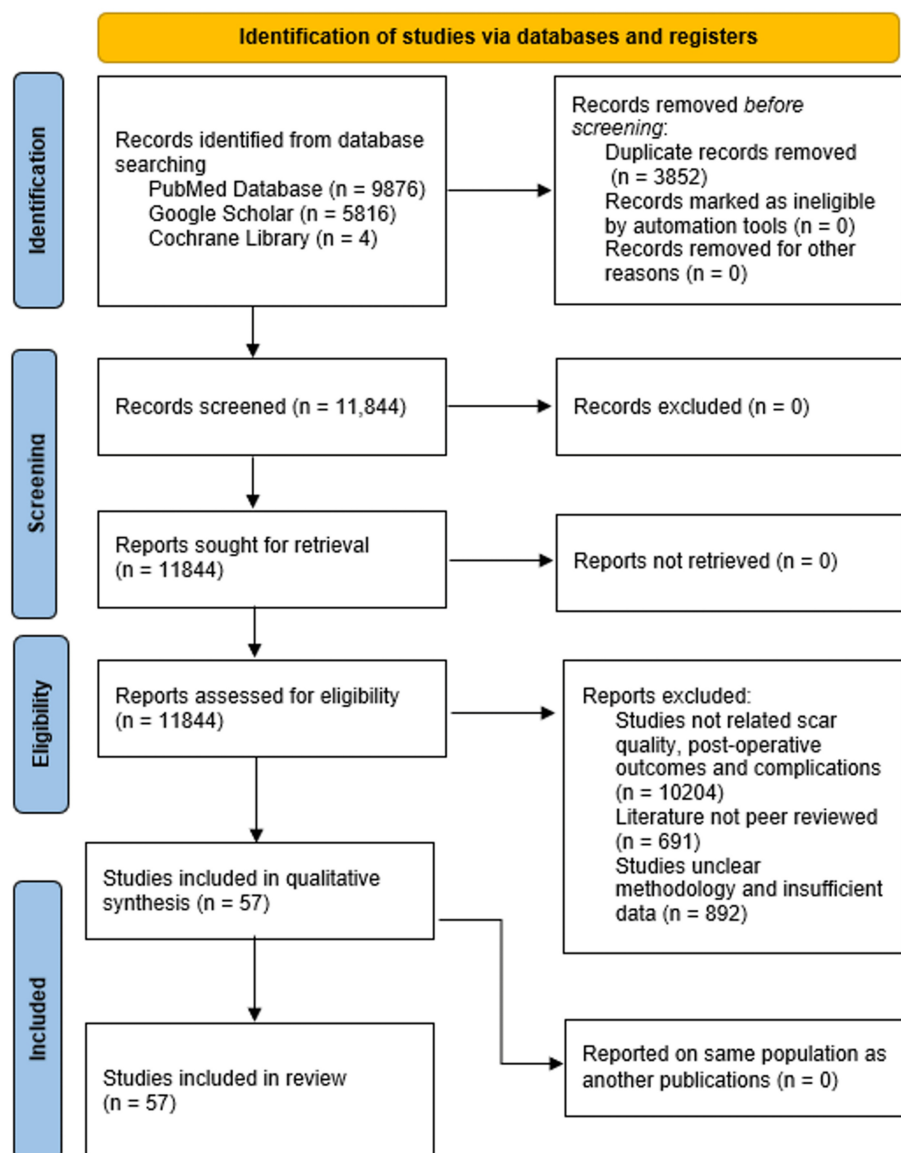 Identification of studies via databases and registers
Identification
Records identified from database
searching
PubMed Database (n = 9876)
Google Scholar (n = 5816)
Cochrane Library (n = 4)
Records removed before
screening:
Duplicate records removed
(n = 3852)
Records marked as ineligible
by automation tools (n = 0)
Records removed for other
reasons (n = 0)
Screening
Records screened (n = 11,844)
Records excluded (n = 0)
Reports sought for retrieval
(n = 11844)
Reports not retrieved (n = 0)
Eligibility
Reports assessed for eligibility
(n = 11844)
Reports excluded:
Studies not related scar
quality, post-operative
outcomes and complications
(n = 10204)
Literature not peer reviewed
(n = 691)
Studies unclear
methodology and insufficient
data (n = 892)
Included
Studies included in qualitative
synthesis (n = 57)
Reported on same population as
another publications (n = 0)
Studies included in review
(n = 57)